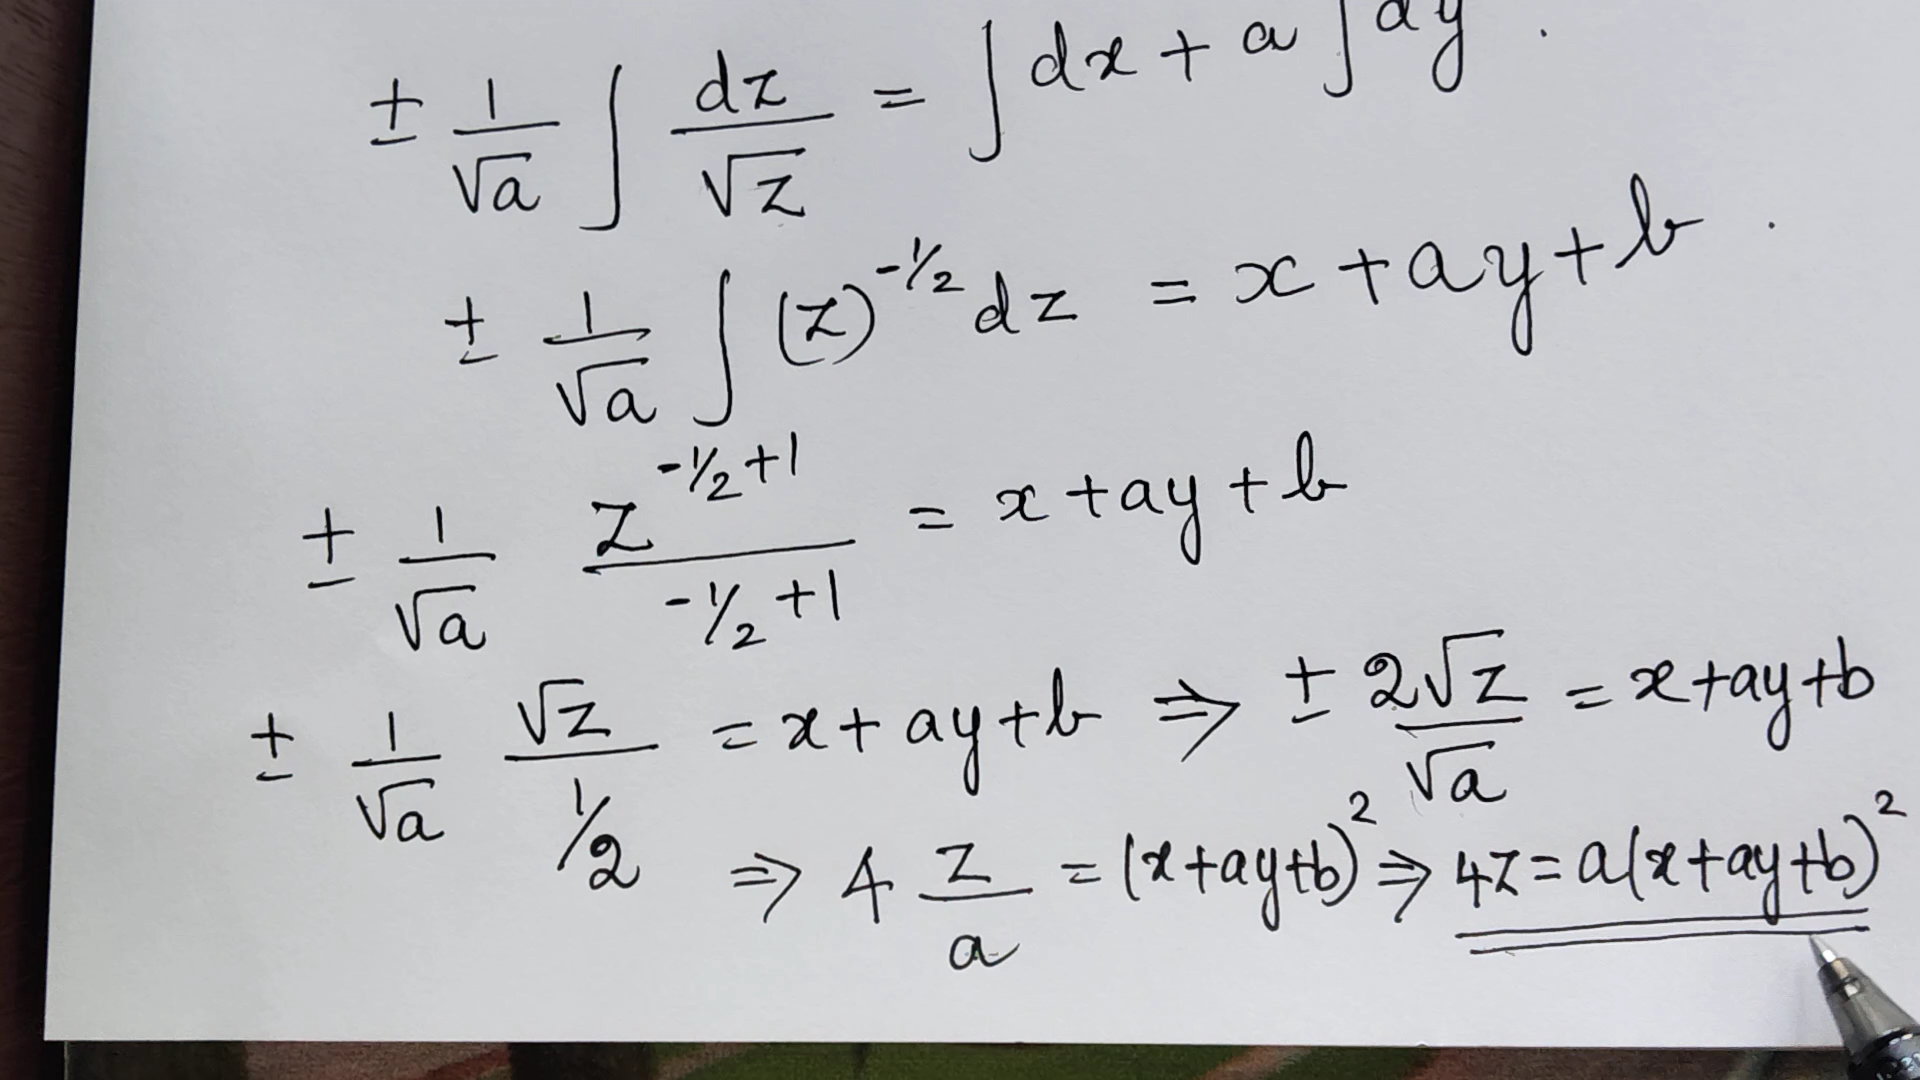 ± 1/√a ∫ dz/√z = ∫ dx + a ∫ dy .
± 1/√a ∫ (z)^(-1/2) dz = x + ay + b .
± 1/√a z^(-1/2+1)/(-1/2+1) = x + ay + b
± 1/√a √z/(1/2) = x + ay + b ⇒ ± 2√z/√a = x + ay + b
⇒ 4 z/a = (x + ay + b)² ⇒ 4z = a(x + ay + b)²